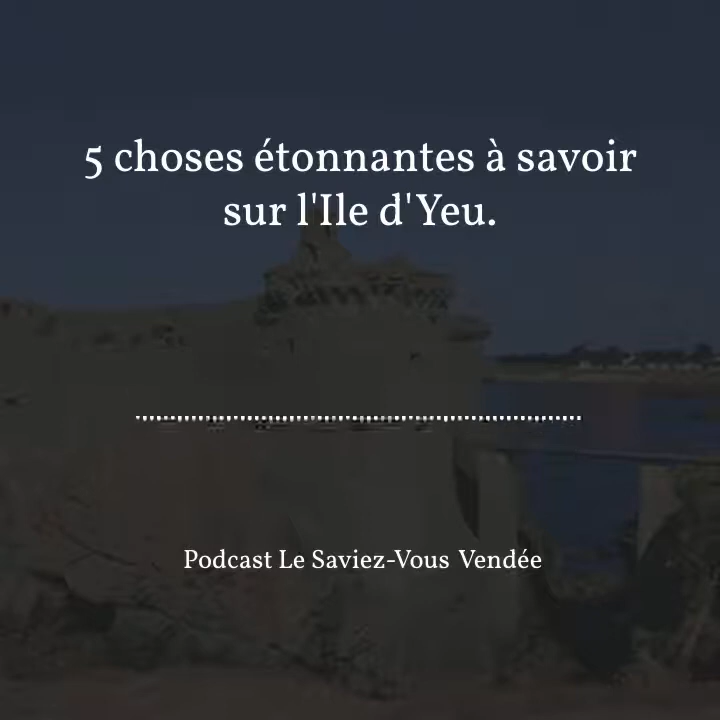 5 choses étonnantes à savoir
sur l'Ile d'Yeu.
Podcast Le Saviez-Vous Vendée